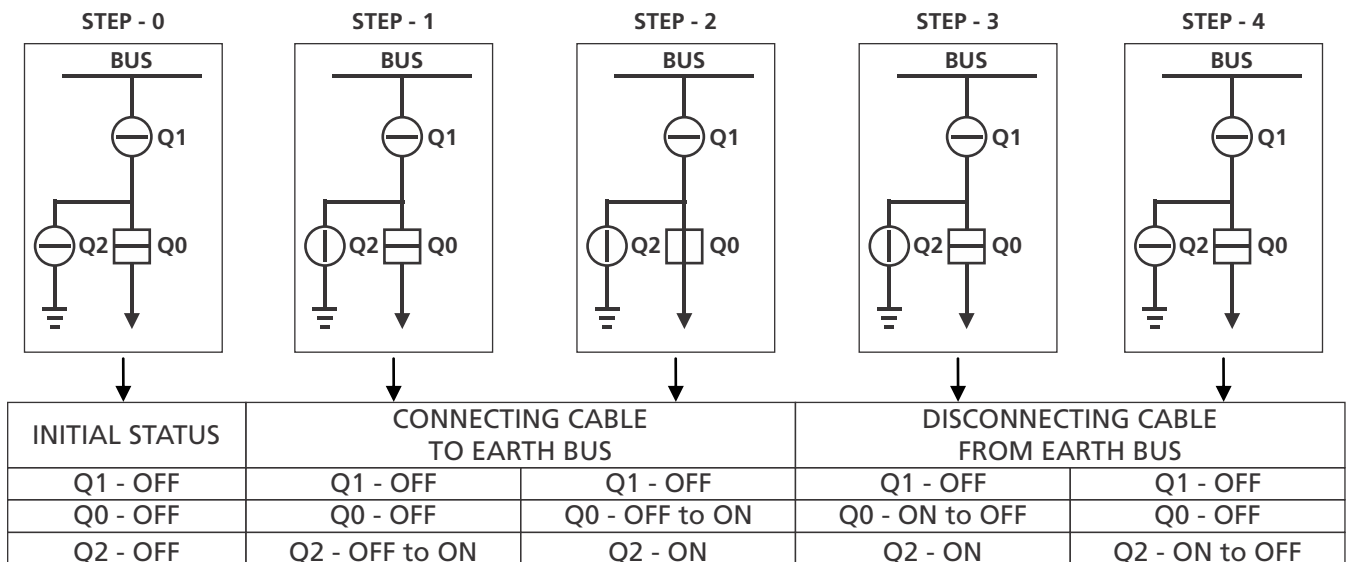 STEP - 0 STEP - 1 STEP - 2 STEP - 3 STEP - 4
BUS BUS BUS BUS BUS
Q1 Q1 Q1 Q1 Q1
Q2 Q0 Q2 Q0 Q2 Q0 Q2 Q0 Q2 Q0
INITIAL STATUS
CONNECTING CABLE
TO EARTH BUS
DISCONNECTING CABLE
FROM EARTH BUS
Q1 - OFF Q1 - OFF Q1 - OFF Q1 - OFF Q1 - OFF
Q0 - OFF Q0 - OFF Q0 - OFF to ON Q0 - ON to OFF Q0 - OFF
Q2 - OFF Q2 - OFF to ON Q2 - ON Q2 - ON Q2 - ON to OFF